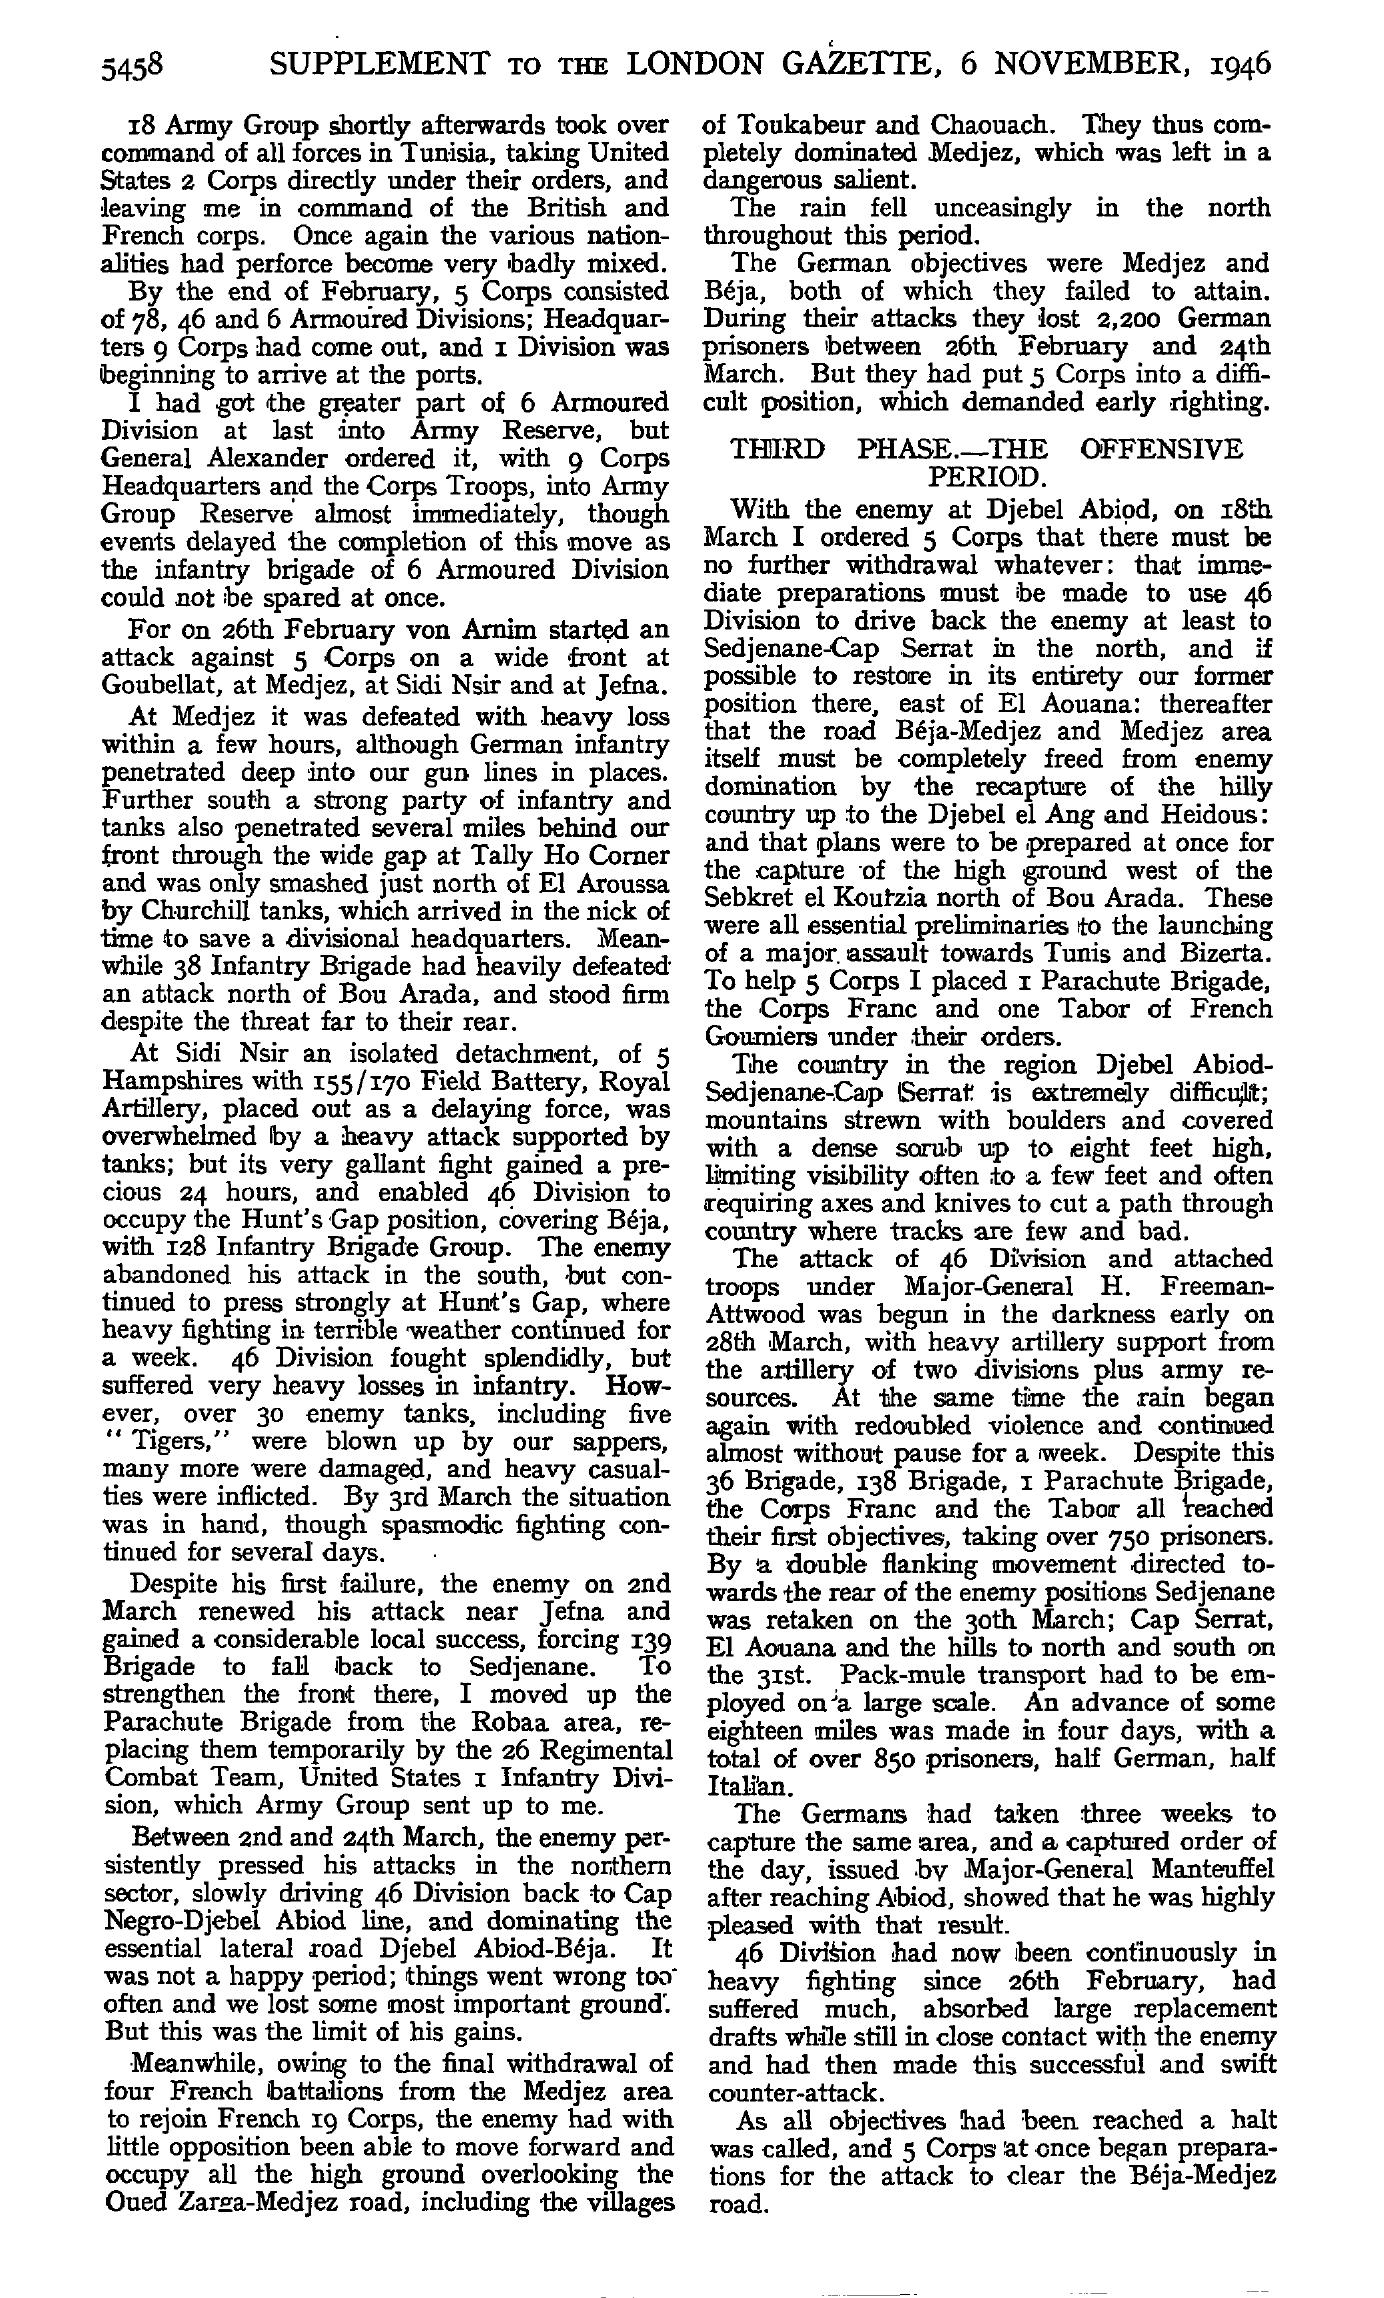 5458 SUPPLEMENT TO THE LONDON GAZETTE, 6 NOVEMBER, 1946
18 Army Group shortly afterwards took over
command of all forces in Tunisia, taking United
States 2 Corps directly under their orders, and
leaving me in command of the British and
French corps. Once again the various nation-
alities had perforce become very badly mixed.
By the end of February, 5 Corps consisted
of 78, 46 and 6 Armoured Divisions; Headquar-
ters 9 Corps had come out, and 1 Division was
beginning to arrive at the ports.
I had got the greater part of 6 Armoured
Division at last into Army Reserve, but
General Alexander ordered it, with 9 Corps
Headquarters and the Corps Troops, into Army
Group Reserve almost immediately, though
events delayed the completion of this move as
the infantry brigade of 6 Armoured Division
could not be spared at once.
For on 26th February von Arnim started an
attack against 5 Corps on a wide front at
Goubellat, at Medjez, at Sidi Nsir and at Jefna.
At Medjez it was defeated with heavy loss
within a few hours, although German infantry
penetrated deep into our gun lines in places.
Further south a strong party of infantry and
tanks also penetrated several miles behind our
front through the wide gap at Tally Ho Corner
and was only smashed just north of El Aroussa
by Churchill tanks, which arrived in the nick of
time to save a divisional headquarters. Mean-
while 38 Infantry Brigade had heavily defeated
an attack north of Bou Arada, and stood firm
despite the threat far to their rear.
At Sidi Nsir an isolated detachment, of 5
Hampshires with 155/170 Field Battery, Royal
Artillery, placed out as a delaying force, was
overwhelmed by a heavy attack supported by
tanks; but its very gallant fight gained a pre-
cious 24 hours, and enabled 46 Division to
occupy the Hunt's Gap position, covering Béja,
with 128 Infantry Brigade Group. The enemy
abandoned his attack in the south, but con-
tinued to press strongly at Hunt's Gap, where
heavy fighting in terrible weather continued for
a week. 46 Division fought splendidly, but
suffered very heavy losses in infantry. How-
ever, over 30 enemy tanks, including five
" Tigers," were blown up by our sappers,
many more were damaged, and heavy casual-
ties were inflicted. By 3rd March the situation
was in hand, though spasmodic fighting con-
tinued for several days.
Despite his first failure, the enemy on 2nd
March renewed his attack near Jefna and
gained a considerable local success, forcing 139
Brigade to fall back to Sedjenane. To
strengthen the front there, I moved up the
Parachute Brigade from the Robaa area, re-
placing them temporarily by the 26 Regimental
Combat Team, United States 1 Infantry Divi-
sion, which Army Group sent up to me.
Between 2nd and 24th March, the enemy per-
sistently pressed his attacks in the northern
sector, slowly driving 46 Division back to Cap
Negro-Djebel Abiod line, and dominating the
essential lateral road Djebel Abiod-Béja. It
was not a happy period; things went wrong too
often and we lost some most important ground.
But this was the limit of his gains.
Meanwhile, owing to the final withdrawal of
four French battalions from the Medjez area
to rejoin French 19 Corps, the enemy had with
little opposition been able to move forward and
occupy all the high ground overlooking the
Oued Zarga-Medjez road, including the villages
of Toukabeur and Chaouach. They thus com-
pletely dominated Medjez, which was left in a
dangerous salient.
The rain fell unceasingly in the north
throughout this period.
The German objectives were Medjez and
Béja, both of which they failed to attain.
During their attacks they lost 2,200 German
prisoners between 26th February and 24th
March. But they had put 5 Corps into a diffi-
cult position, which demanded early righting.
THIRD PHASE.—THE OFFENSIVE
PERIOD.
With the enemy at Djebel Abiod, on 18th
March I ordered 5 Corps that there must be
no further withdrawal whatever: that imme-
diate preparations must be made to use 46
Division to drive back the enemy at least to
Sedjenane-Cap Serrat in the north, and if
possible to restore in its entirety our former
position there, east of El Aouana: thereafter
that the road Béja-Medjez and Medjez area
itself must be completely freed from enemy
domination by the recapture of the hilly
country up to the Djebel el Ang and Heidous:
and that plans were to be prepared at once for
the capture of the high ground west of the
Sebkret el Kourzia north of Bou Arada. These
were all essential preliminaries to the launching
of a major assault towards Tunis and Bizerta.
To help 5 Corps I placed 1 Parachute Brigade,
the Corps Franc and one Tabor of French
Goumiers under their orders.
The country in the region Djebel Abiod-
Sedjenane-Cap Serrat is extremely difficult;
mountains strewn with boulders and covered
with a dense scrub up to eight feet high,
limiting visibility often to a few feet and often
requiring axes and knives to cut a path through
country where tracks are few and bad.
The attack of 46 Division and attached
troops under Major-General H. Freeman-
Attwood was begun in the darkness early on
28th March, with heavy artillery support from
the artillery of two divisions plus army re-
sources. At the same time the rain began
again with redoubled violence and continued
almost without pause for a week. Despite this
36 Brigade, 138 Brigade, 1 Parachute Brigade,
the Corps Franc and the Tabor all reached
their first objectives, taking over 750 prisoners.
By a double flanking movement directed to-
wards the rear of the enemy positions Sedjenane
was retaken on the 30th March; Cap Serrat,
El Aouana and the hills to north and south on
the 31st. Pack-mule transport had to be em-
ployed on a large scale. An advance of some
eighteen miles was made in four days, with a
total of over 850 prisoners, half German, half
Italian.
The Germans had taken three weeks to
capture the same area, and a captured order of
the day, issued by Major-General Manteuffel
after reaching Abiod, showed that he was highly
pleased with that result.
46 Division had now been continuously in
heavy fighting since 26th February, had
suffered much, absorbed large replacement
drafts while still in close contact with the enemy
and had then made this successful and swift
counter-attack.
As all objectives had been reached a halt
was called, and 5 Corps at once began prepara-
tions for the attack to clear the Béja-Medjez
road.